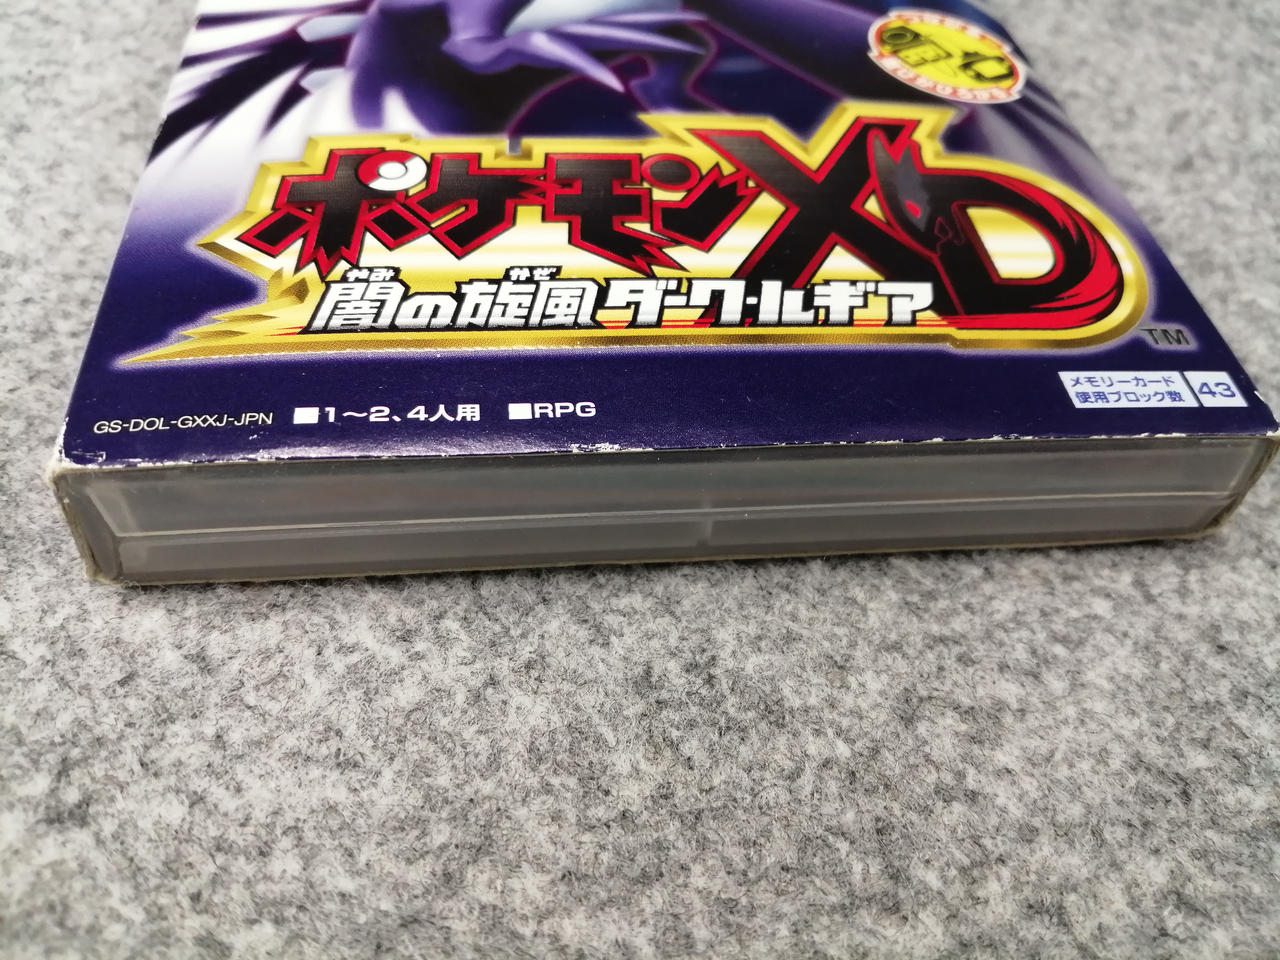 ポケモンXD
やみ かぜ
闇の旋風ダーク・ルギア
TM
メモリーカード
使用ブロック数 43
GS-DOL-GXXJ-JPN ■1〜2、4人用 ■RPG